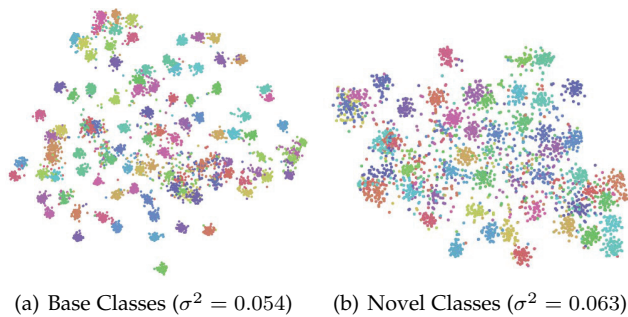 (a) Base Classes (σ² = 0.054)
(b) Novel Classes (σ² = 0.063)